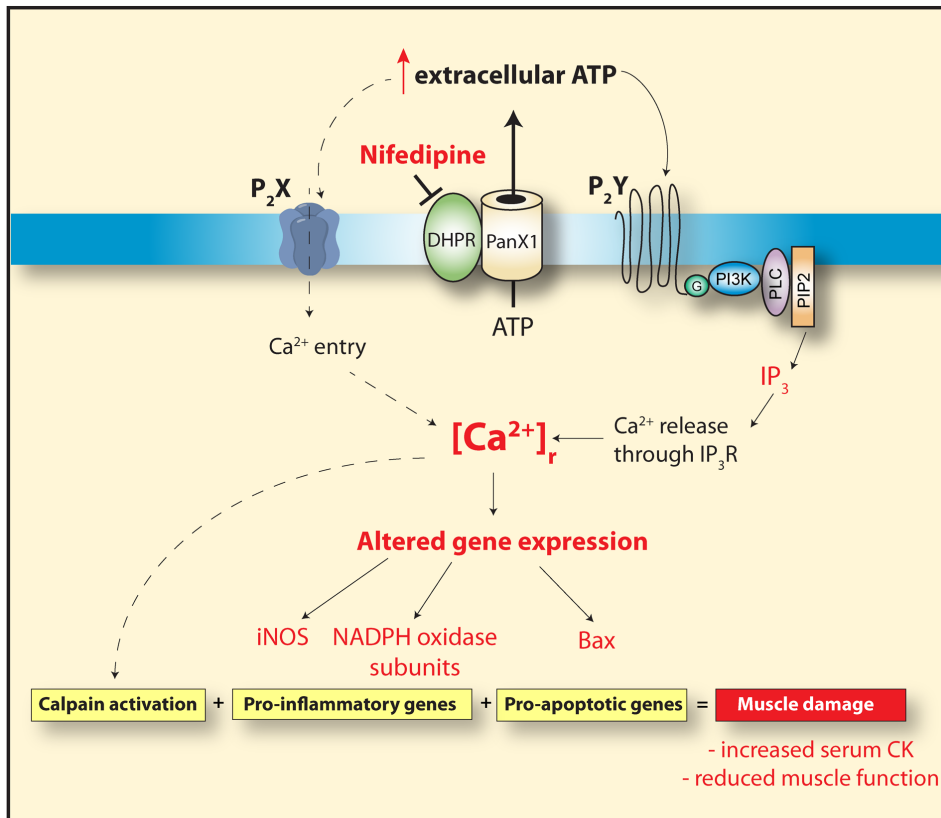 extracellular ATP
Nifedipine
P₂X
P₂Y
DHPR
PanX1
G
PI3K
PLC
PIP2
ATP
Ca²⁺ entry
IP₃
[Ca²⁺]ᵣ
Ca²⁺ release
through IP₃R
Altered gene expression
iNOS
NADPH oxidase
subunits
Bax
Calpain activation + Pro-inflammatory genes + Pro-apoptotic genes = Muscle damage
- increased serum CK
- reduced muscle function